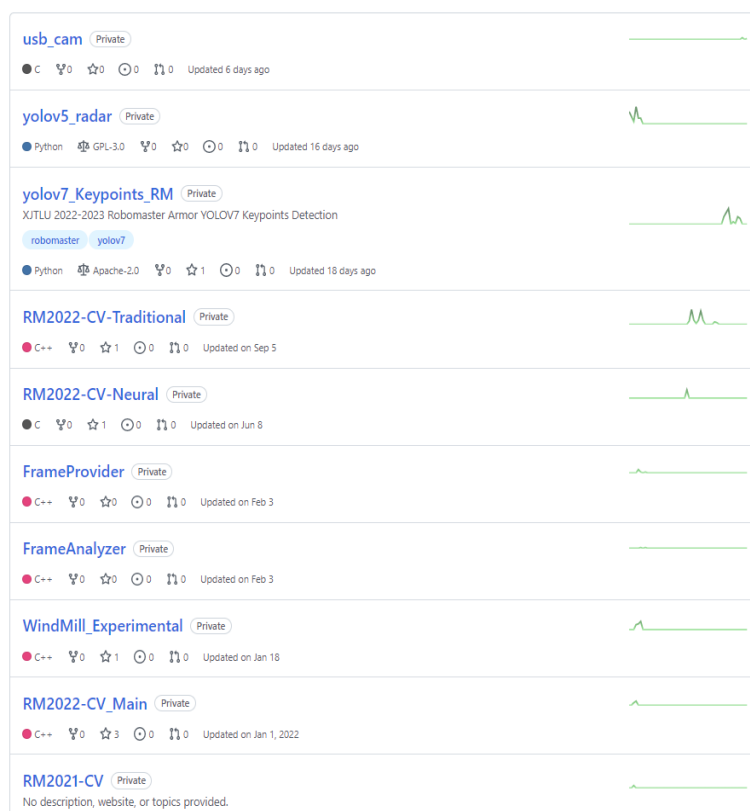 usb_cam Private
C 0 0 0 0 Updated 6 days ago
yolov5_radar Private
Python GPL-3.0 0 0 0 0 Updated 16 days ago
yolov7_Keypoints_RM Private
XJTLU 2022-2023 Robomaster Armor YOLOV7 Keypoints Detection
robomaster yolov7
Python Apache-2.0 0 1 0 0 Updated 18 days ago
RM2022-CV-Traditional Private
C++ 0 1 0 0 Updated on Sep 5
RM2022-CV-Neural Private
C 0 1 0 0 Updated on Jun 8
FrameProvider Private
C++ 0 0 0 0 Updated on Feb 3
FrameAnalyzer Private
C++ 0 0 0 0 Updated on Feb 3
WindMill_Experimental Private
C++ 0 1 0 0 Updated on Jan 18
RM2022-CV_Main Private
C++ 0 3 0 0 Updated on Jan 1, 2022
RM2021-CV Private
No description, website, or topics provided.